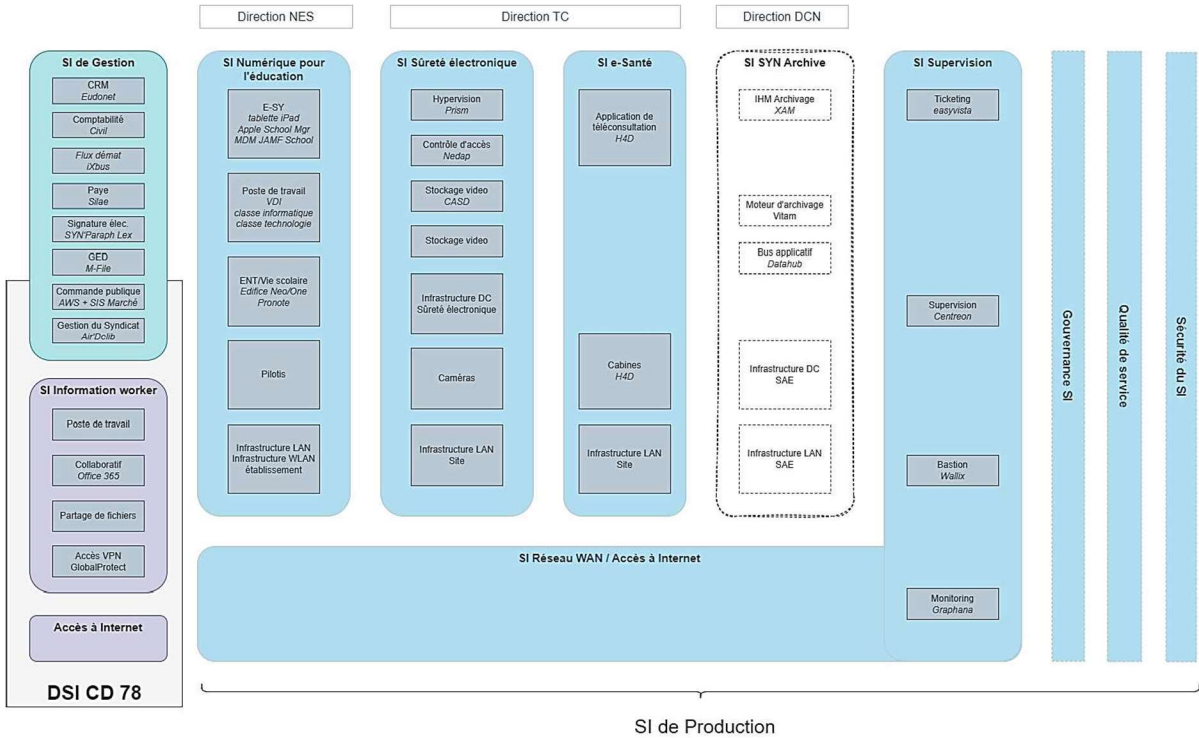 Direction NES
Direction TC
Direction DCN
SI de Gestion
CRM
Eudonet
Comptabilité
Civil
Flux démat
iXbus
Paye
Silae
Signature élec.
SYN'Paraph Lex
GED
M-File
Commande publique
AWS + SIS Marché
Gestion du Syndicat
Air'Dclib
SI Information worker
Poste de travail
Collaboratif
Office 365
Partage de fichiers
Accès VPN
GlobalProtect
Accès à Internet
DSI CD 78
SI Numérique pour
l'éducation
E-SY
tablette iPad
Apple School Mgr
MDM JAMF School
Poste de travail
VDI
classe informatique
classe technologie
ENT/Vie scolaire
Edifice Neo/One
Pronote
Pilotis
Infrastructure LAN
Infrastructure WLAN
établissement
SI Sûreté électronique
Hypervision
Prism
Contrôle d'accès
Nedap
Stockage video
CASD
Stockage video
Infrastructure DC
Sûreté électronique
Caméras
Infrastructure LAN
Site
SI e-Santé
Application de
téléconsultation
H4D
Cabines
H4D
Infrastructure LAN
Site
SI SYN Archive
IHM Archivage
XAM
Moteur d'archivage
Vitam
Bus applicatif
Datahub
Infrastructure DC
SAE
Infrastructure LAN
SAE
SI Supervision
Ticketing
easyvista
Supervision
Centreon
Bastion
Wallix
Monitoring
Graphana
SI Réseau WAN / Accès à Internet
Gouvernance SI
Qualité de service
Sécurité du SI
SI de Production